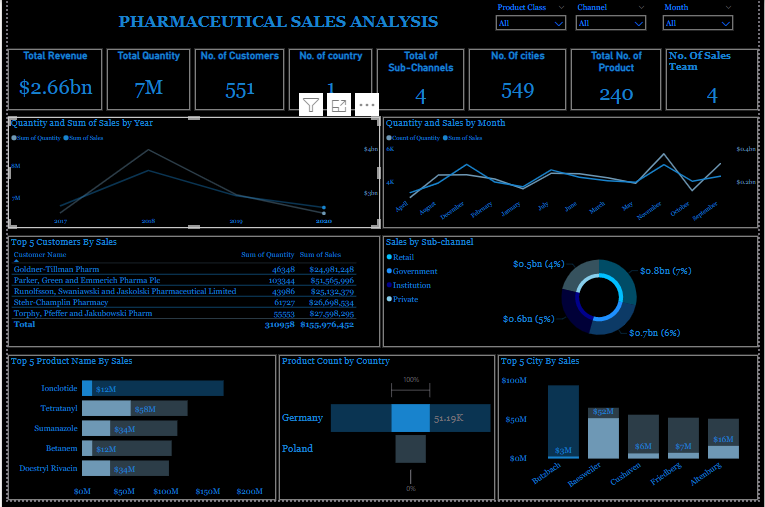 Product Class
Channel
Month
PHARMACEUTICAL SALES ANALYSIS
All
All
All
Total Revenue
$2.66bn
Total Quantity
7M
No. of Customers
551
No. of country
1
Total of
Sub-Channels
4
No. Of cities
549
Total No. of
Product
240
No. Of Sales
Team
4
Quantity and Sum of Sales by Year
Sum of Quantity Sum of Sales
8M
7M
$4bn
$3bn
2017 2018 2019 2020
Quantity and Sales by Month
Count of Quantity Sum of Sales
6K
4K
$0.4bn
$0.2bn
April August December February January July June March May November October September
Top 5 Customers By Sales
Customer Name Sum of Quantity Sum of Sales
Goldner-Tillman Pharm 46348 $24,981,248
Parker, Green and Emmerich Pharma Plc 103344 $51,565,996
Runolfsson, Swaniawski and Jaskolski Pharmaceutical Limited 43986 $25,132,379
Stehr-Champlin Pharmacy 61727 $26,698,534
Torphy, Pfeffer and Jakubowski Pharm 55553 $27,598,295
Total 310958 $155,976,452
Sales by Sub-channel
Retail
Government
Institution
Private
$0.5bn (4%)
$0.8bn (7%)
$0.6bn (5%)
$0.7bn (6%)
Top 5 Product Name By Sales
Ionclotide $12M
Tetratanyl $58M
Sumanazole $34M
Betanem $12M
Docstryl Rivacin $34M
$0M $50M $100M $150M $200M
Product Count by Country
100%
Germany 51.19K
Poland
0%
Top 5 City By Sales
$100M
$50M
$0M
$3M
$52M
$6M
$7M
$16M
Butzbach Baesweiler Cuxhaven Friedberg Altenburg